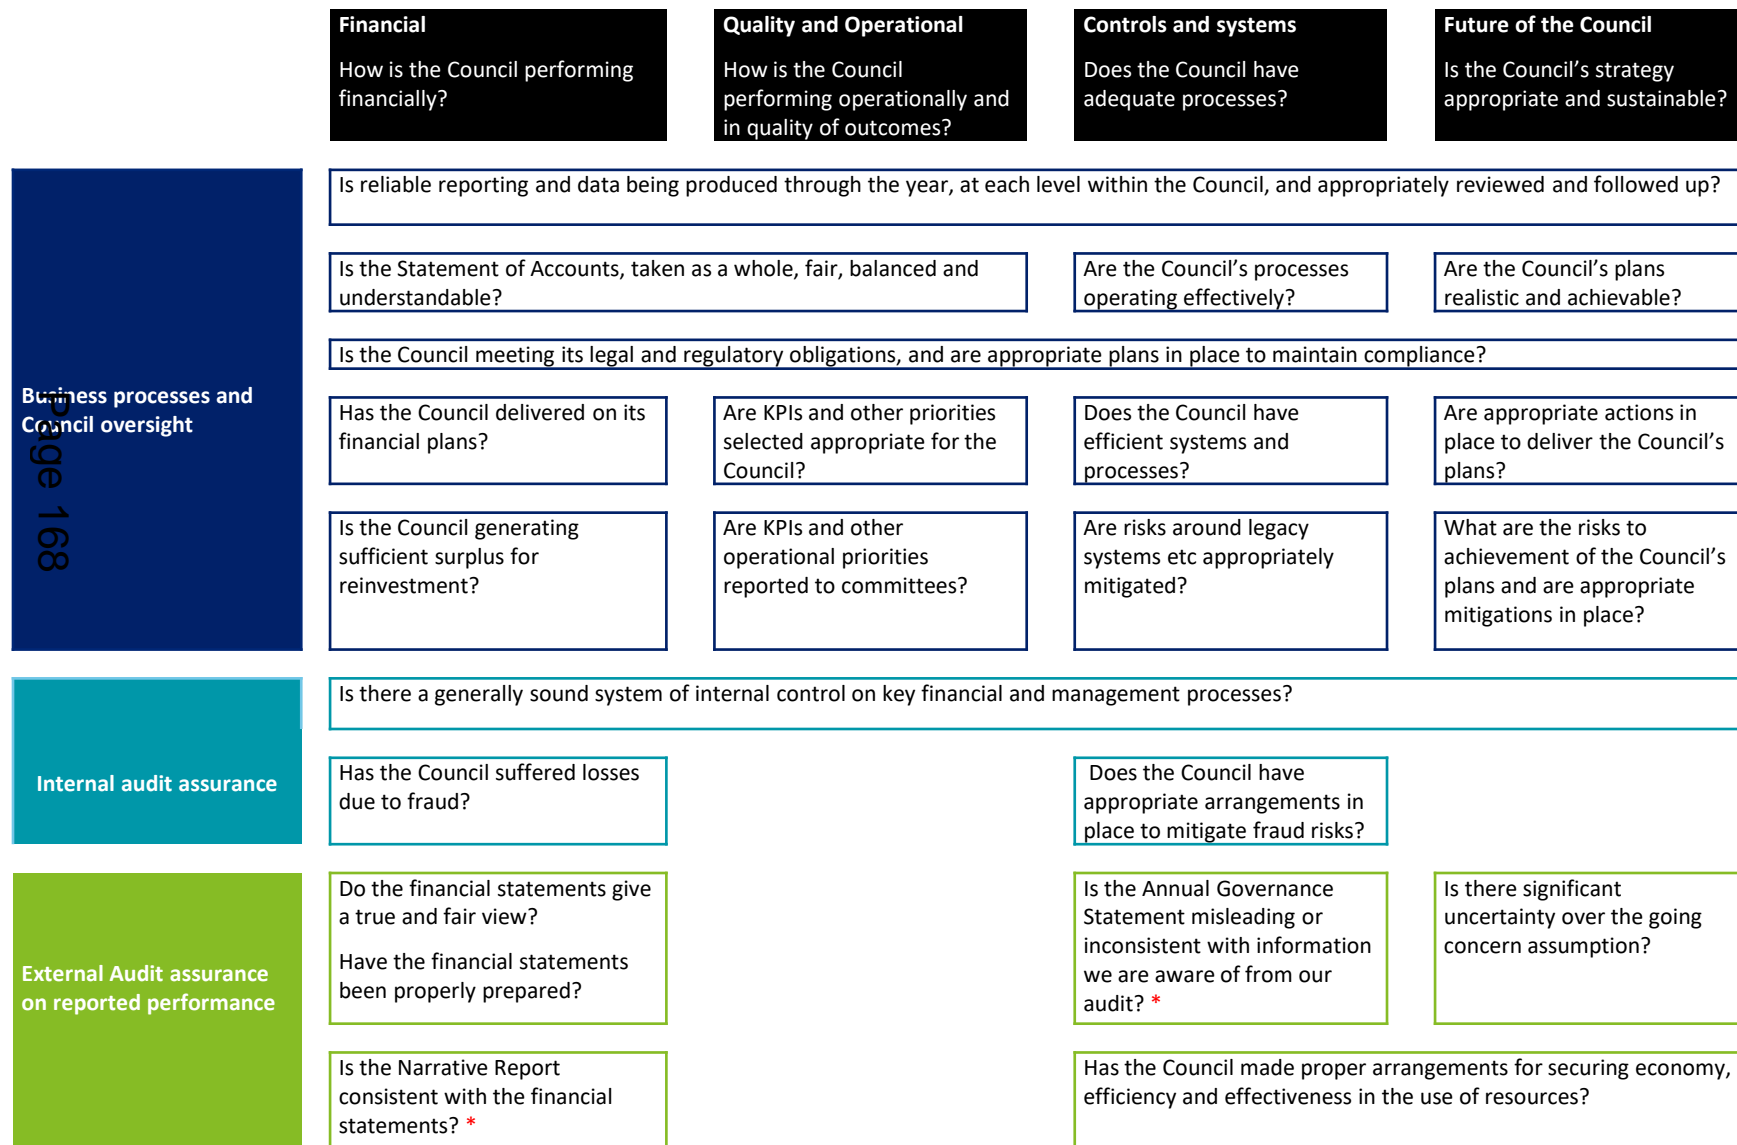 Financial
How is the Council performing
financially?
Quality and Operational
How is the Council
performing operationally and
in quality of outcomes?
Controls and systems
Does the Council have
adequate processes?
Future of the Council
Is the Council’s strategy
appropriate and sustainable?
Business processes and
Council oversight
Page 168
Is reliable reporting and data being produced through the year, at each level within the Council, and appropriately reviewed and followed up?
Is the Statement of Accounts, taken as a whole, fair, balanced and
understandable?
Are the Council’s processes
operating effectively?
Are the Council’s plans
realistic and achievable?
Is the Council meeting its legal and regulatory obligations, and are appropriate plans in place to maintain compliance?
Has the Council delivered on its
financial plans?
Are KPIs and other priorities
selected appropriate for the
Council?
Does the Council have
efficient systems and
processes?
Are appropriate actions in
place to deliver the Council’s
plans?
Is the Council generating
sufficient surplus for
reinvestment?
Are KPIs and other
operational priorities
reported to committees?
Are risks around legacy
systems etc appropriately
mitigated?
What are the risks to
achievement of the Council’s
plans and are appropriate
mitigations in place?
Internal audit assurance
Is there a generally sound system of internal control on key financial and management processes?
Has the Council suffered losses
due to fraud?
Does the Council have
appropriate arrangements in
place to mitigate fraud risks?
External Audit assurance
on reported performance
Do the financial statements give
a true and fair view?
Have the financial statements
been properly prepared?
Is the Annual Governance
Statement misleading or
inconsistent with information
we are aware of from our
audit? *
Is there significant
uncertainty over the going
concern assumption?
Is the Narrative Report
consistent with the financial
statements? *
Has the Council made proper arrangements for securing economy,
efficiency and effectiveness in the use of resources?